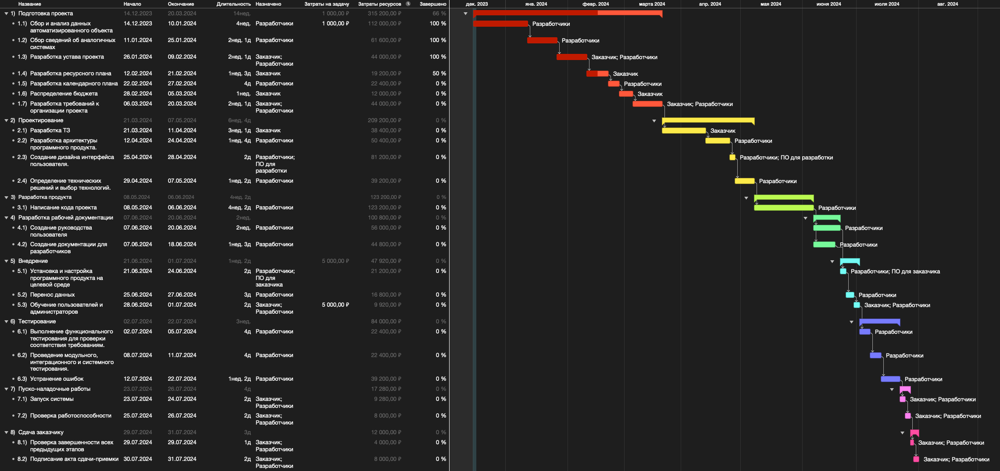 Название Начало Окончание Длительность Назначено Затраты на задачу Затраты ресурсов Завершено дек. 2023 янв. 2024 февр. 2024 марта 2024 апр. 2024 мая 2024 июня 2024 июля 2024 авг. 2024
1) Подготовка проекта 14.12.2023 20.03.2024 14нед. 1 000,00 ₽ 315 200,00 ₽ 66 %
1.1) Сбор и анализ данных 14.12.2023 10.01.2024 4нед. Разработчики 1 000,00 ₽ 112 000,00 ₽ 100 % Разработчики
автоматизированного объекта
1.2) Сбор сведений об аналогичных 11.01.2024 25.01.2024 2нед. 1д Разработчики 61 600,00 ₽ 100 % Разработчики
системах
1.3) Разработка устава проекта 26.01.2024 09.02.2024 2нед. 1д Заказчик; 44 000,00 ₽ 100 % Заказчик; Разработчики
Разработчики
1.4) Разработка ресурсного плана 12.02.2024 21.02.2024 1нед. 3д Заказчик 19 200,00 ₽ 50 % Заказчик
1.5) Разработка календарного плана 22.02.2024 27.02.2024 4д Разработчики 22 400,00 ₽ 0 % Разработчики
1.6) Распределение бюджета 28.02.2024 05.03.2024 1нед. Заказчик 12 000,00 ₽ 0 % Заказчик
1.7) Разработка требований к 06.03.2024 20.03.2024 2нед. 1д Заказчик; 44 000,00 ₽ 0 % Заказчик; Разработчики
организации проекта Разработчики
2) Проектирование 21.03.2024 07.05.2024 6нед. 4д 209 200,00 ₽ 0 %
2.1) Разработка ТЗ 21.03.2024 11.04.2024 3нед. 1д Заказчик 38 400,00 ₽ 0 % Заказчик
2.2) Разработка архитектуры 12.04.2024 24.04.2024 1нед. 4д Разработчики 50 400,00 ₽ 0 % Разработчики
программного продукта.
2.3) Создание дизайна интерфейса 25.04.2024 28.04.2024 2д Разработчики; 81 200,00 ₽ 0 % Разработчики; ПО для разработки
пользователя. ПО для
разработки
2.4) Определение технических 29.04.2024 07.05.2024 1нед. 2д Разработчики 39 200,00 ₽ 0 % Разработчики
решений и выбор технологий.
3) Разработка продукта 08.05.2024 06.06.2024 4нед. 2д 123 200,00 ₽ 0 %
3.1) Написание кода проекта 08.05.2024 06.06.2024 4нед. 2д Разработчики 123 200,00 ₽ 0 % Разработчики
4) Разработка рабочей документации 07.06.2024 20.06.2024 2нед. 100 800,00 ₽ 0 %
4.1) Создание руководства 07.06.2024 20.06.2024 2нед. Разработчики 56 000,00 ₽ 0 % Разработчики
пользователя
4.2) Создание документации для 07.06.2024 18.06.2024 1нед. 3д Разработчики 44 800,00 ₽ 0 % Разработчики
разработчиков
5) Внедрение 21.06.2024 01.07.2024 1нед. 2д 5 000,00 ₽ 47 920,00 ₽ 0 %
5.1) Установка и настройка 21.06.2024 24.06.2024 2д Разработчики; 21 200,00 ₽ 0 % Разработчики; ПО для заказчика
программного продукта на ПО для
целевой среде заказчика
5.2) Перенос данных 25.06.2024 27.06.2024 3д Разработчики 16 800,00 ₽ 0 % Разработчики
5.3) Обучение пользователей и 28.06.2024 01.07.2024 2д Заказчик; 5 000,00 ₽ 9 920,00 ₽ 0 % Заказчик; Разработчики
администраторов Разработчики
6) Тестирование 02.07.2024 22.07.2024 3нед. 84 000,00 ₽ 0 %
6.1) Выполнение функционального 02.07.2024 05.07.2024 4д Разработчики 22 400,00 ₽ 0 % Разработчики
тестирования для проверки
соответствия требованиям.
6.2) Проведение модульного, 08.07.2024 11.07.2024 4д Разработчики 22 400,00 ₽ 0 % Разработчики
интеграционного и системного
тестирования.
6.3) Устранение ошибок 12.07.2024 22.07.2024 1нед. 2д Разработчики 39 200,00 ₽ 0 % Разработчики
7) Пуско-наладочные работы 23.07.2024 26.07.2024 4д 17 280,00 ₽ 0 %
7.1) Запуск системы 23.07.2024 24.07.2024 2д Заказчик; 9 280,00 ₽ 0 % Заказчик; Разработчики
Разработчики
7.2) Проверка работоспособности 25.07.2024 26.07.2024 2д Заказчик; 8 000,00 ₽ 0 % Заказчик; Разработчики
Разработчики
8) Сдача заказчику 29.07.2024 31.07.2024 3д 12 000,00 ₽ 0 %
8.1) Проверка завершенности всех 29.07.2024 29.07.2024 1д Заказчик; 4 000,00 ₽ 0 % Заказчик; Разработчики
предыдущих этапов Разработчики
8.2) Подписание акта сдачи-приемки 30.07.2024 31.07.2024 2д Заказчик; 8 000,00 ₽ 0 % Заказчик; Разработчики
Разработчики